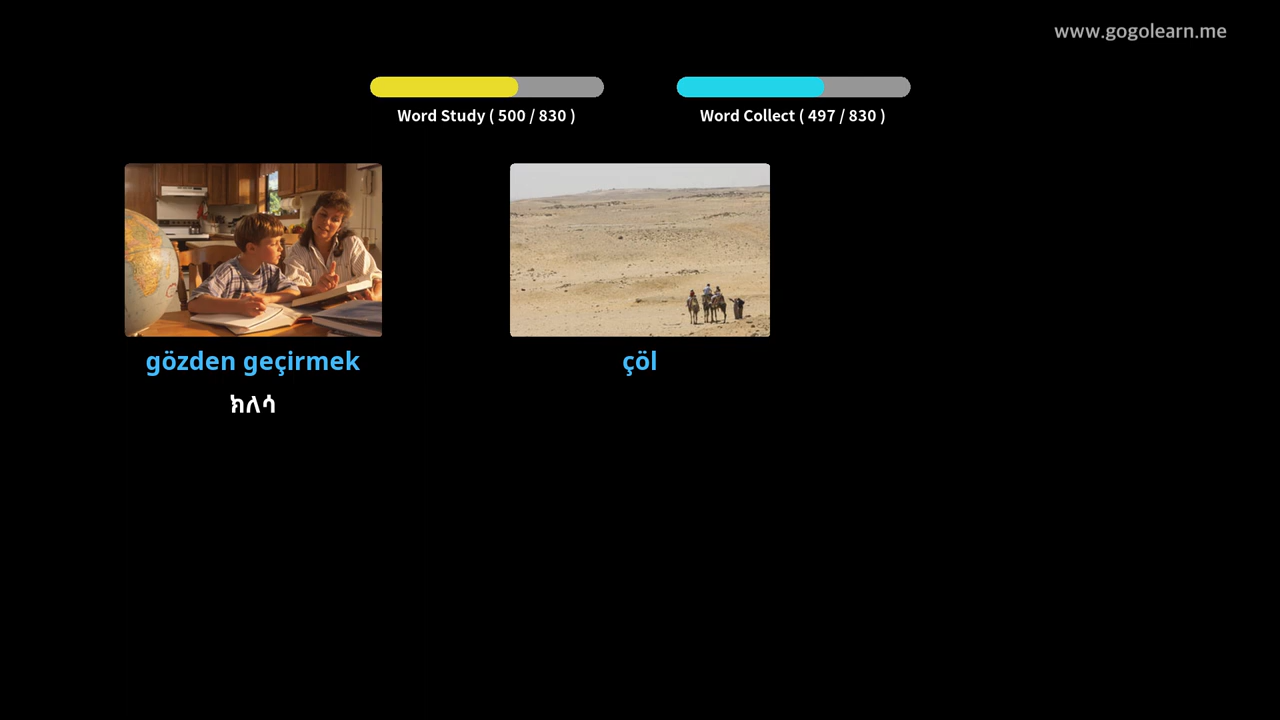 www.gogolearn.me
Word Study ( 500 / 830 )
Word Collect ( 497 / 830 )
gözden geçirmek
ክለሳ
çöl